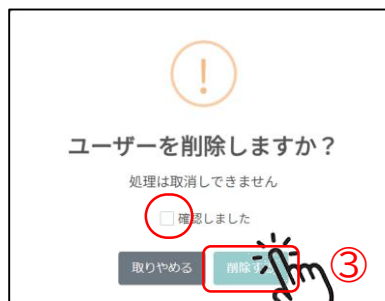 !
ユーザーを削除しますか?
処理は取消しできません
確認しました
取りやめる 削除す
③